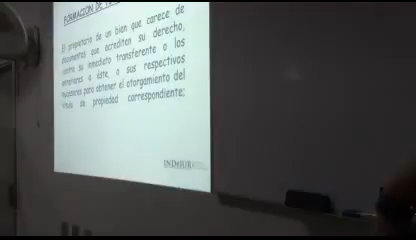 FORMACION DE
El propietario de un bien que carece de
documentos que acrediten su derecho,
contra su inmediato transferente o los
anteriores a éste, o sus respectivos
sucesores para obtener el otorgamiento del
título de propiedad correspondiente;
INDEJUR